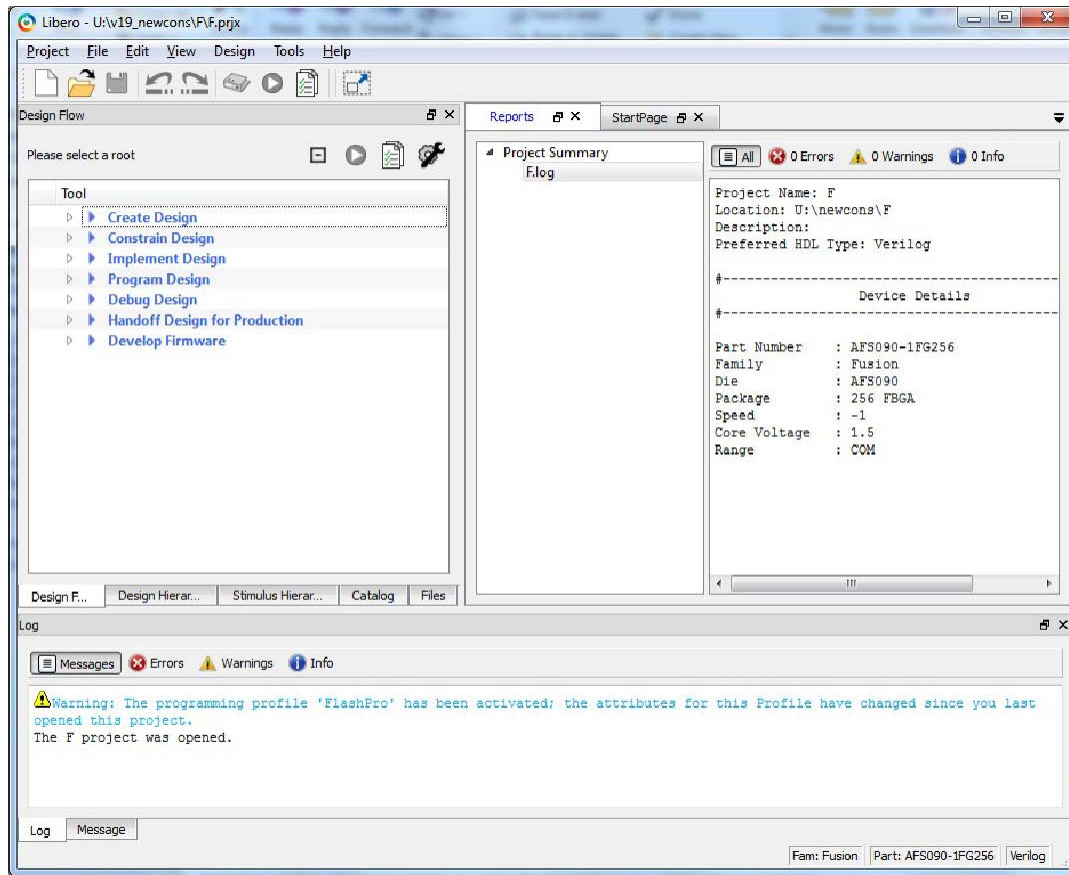 Libero - U:\v19_newcons\F\F.prjx
Project File Edit View Design Tools Help
Design Flow
Reports StartPage
Please select a root
Tool
Create Design
Constrain Design
Implement Design
Program Design
Debug Design
Handoff Design for Production
Develop Firmware
Project Summary
F.log
All 0 Errors 0 Warnings 0 Info
Project Name: F
Location: U:\newcons\F
Description:
Preferred HDL Type: Verilog
#----------------------------------------
Device Details
#----------------------------------------
Part Number : AFS090-1FG256
Family : Fusion
Die : AFS090
Package : 256 FBGA
Speed : -1
Core Voltage : 1.5
Range : COM
Design F... Design Hierar... Stimulus Hierar... Catalog Files
Log
Messages Errors Warnings Info
Warning: The programming profile 'FlashPro' has been activated; the attributes for this Profile have changed since you last
opened this project.
The F project was opened.
Log Message
Fam: Fusion Part: AFS090-1FG256 Verilog